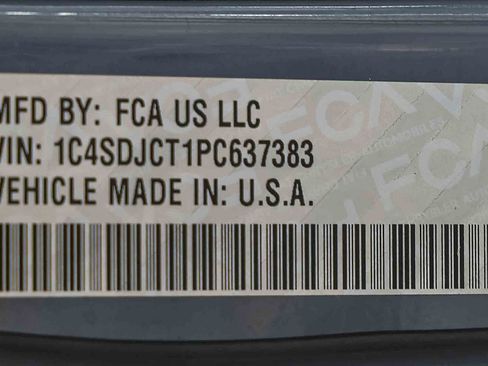 MFD BY: FCA US LLC
VIN: 1C4SDJCT1PC637383
VEHICLE MADE IN: U.S.A.